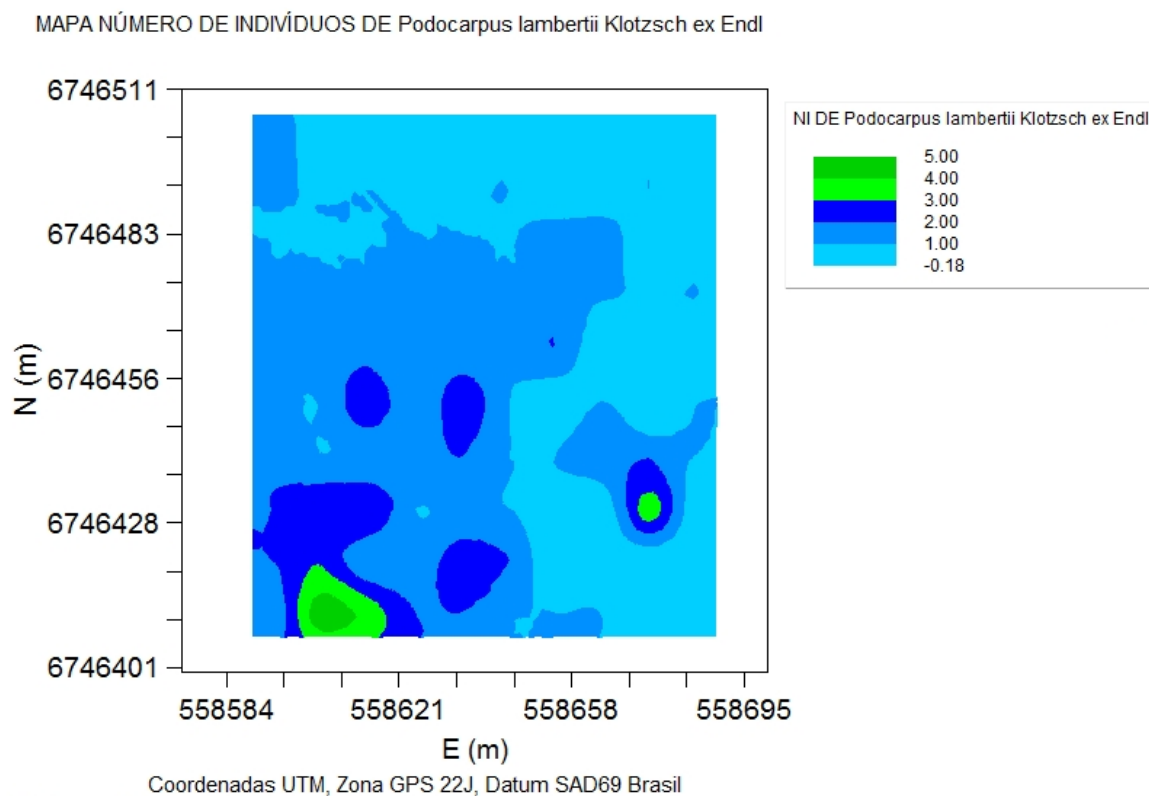 MAPA NÚMERO DE INDIVÍDUOS DE Podocarpus lambertii Klotzsch ex Endl
6746511
6746483
6746456
6746428
6746401
N (m)
558584 558621 558658 558695
E (m)
Coordenadas UTM, Zona GPS 22J, Datum SAD69 Brasil
NI DE Podocarpus lambertii Klotzsch ex Endl
5.00
4.00
3.00
2.00
1.00
-0.18